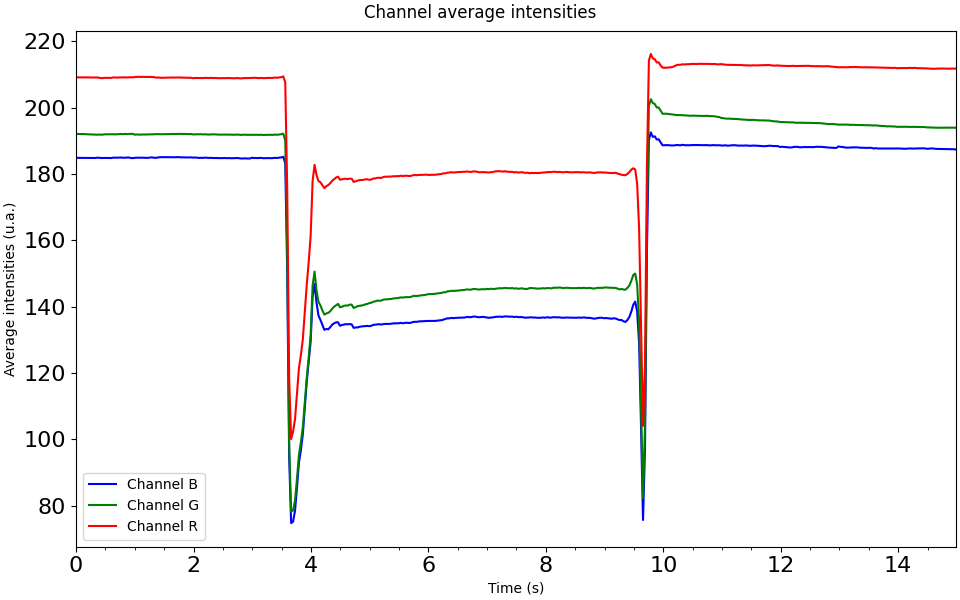 Channel average intensities
Average intensities (u.a.)
220
200
180
160
140
120
100
80
Channel B
Channel G
Channel R
0 2 4 6 8 10 12 14
Time (s)